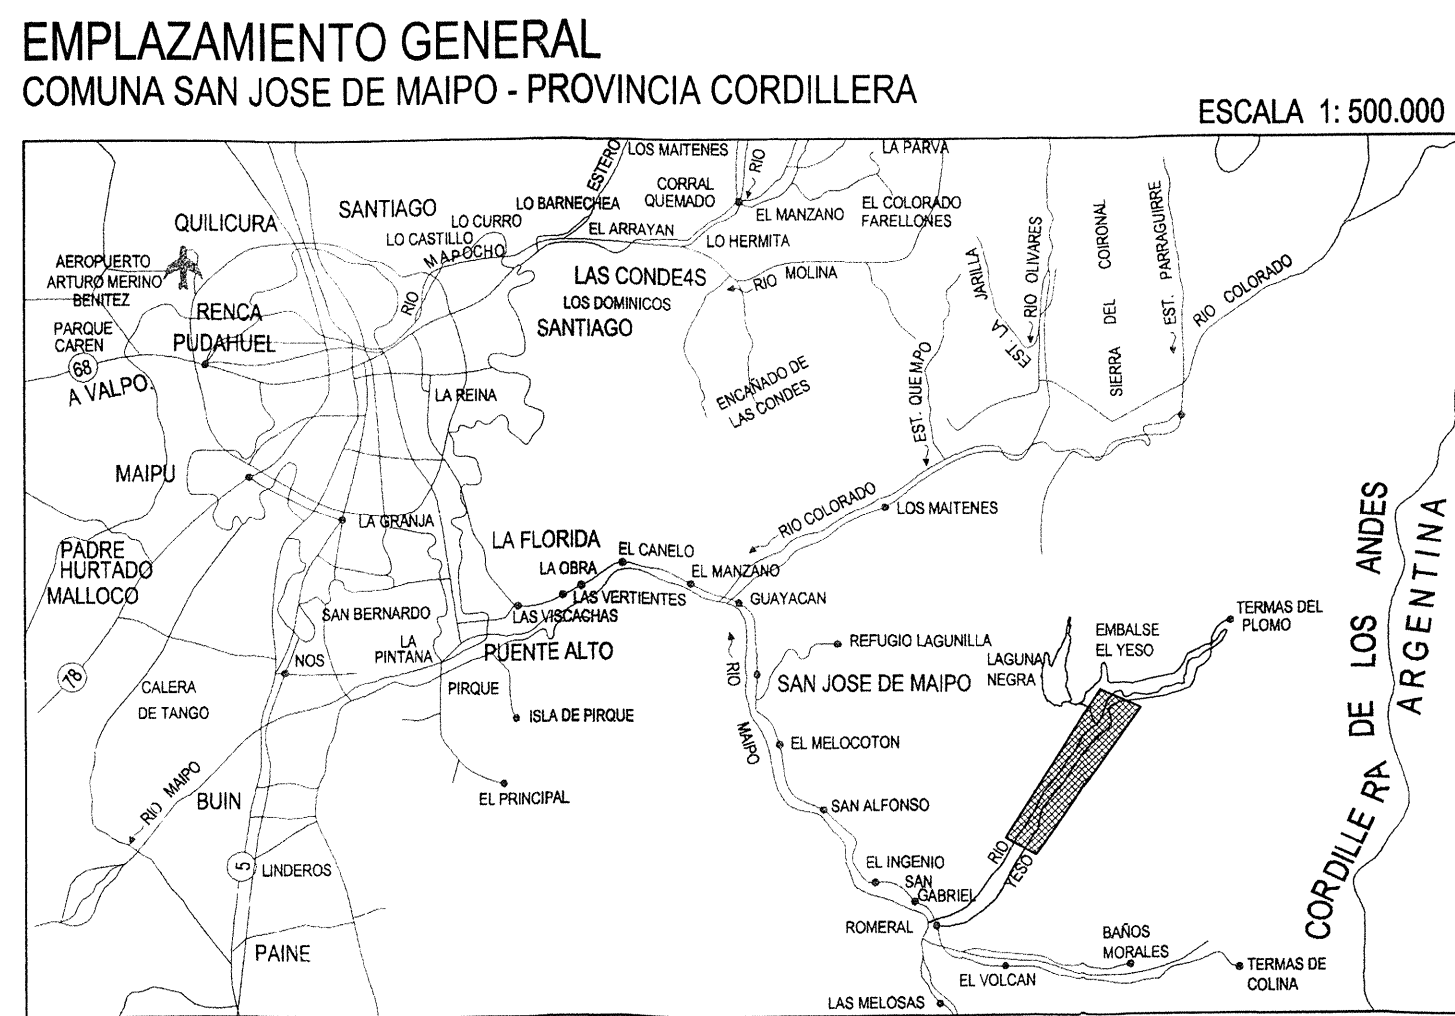 EMPLAZAMIENTO GENERAL
COMUNA SAN JOSE DE MAIPO - PROVINCIA CORDILLERA
ESCALA 1: 500.000
LOS MAITENES
LA PARVA
ESTERO
RIO
CORRAL
QUEMADO
QUILICURA
SANTIAGO
LO BARNECHEA
LO CURRO
EL MANZANO
EL COLORADO
FARELLONES
LO CASTILLO
MAPOCHO
EL ARRAYAN
LO HERMITA
AEROPUERTO
ARTURO MERINO
BENITEZ
LAS CONDE4S
RIO
MOLINA
LOS DOMINICOS
SANTIAGO
RIO
JARILLA
EST. LA
RIO OLIVARES
SIERRA DEL COIRONAL
EST. PARRAGUIRRE
RIO COLORADO
RENCA
PARQUE
CAREN
PUDAHUEL
68
A VALPO.
LA REINA
ENCAÑADO DE
LAS CONDES
EST. QUEMPO
MAIPU
RIO COLORADO
LOS MAITENES
LA GRANJA
LA FLORIDA
EL CANELO
PADRE
HURTADO
MALLOCO
LA OBRA
EL MANZANO
LAS VERTIENTES
GUAYACAN
SAN BERNARDO
LAS VISCACHAS
TERMAS DEL
PLOMO
LA
PINTANA
PUENTE ALTO
REFUGIO LAGUNILLA
EMBALSE
EL YESO
LAGUNA
NEGRA
NOS
RIO
MAIPO
SAN JOSE DE MAIPO
78
CALERA
DE TANGO
PIRQUE
ISLA DE PIRQUE
EL MELOCOTON
RIO MAIPO
BUIN
EL PRINCIPAL
SAN ALFONSO
5
LINDEROS
EL INGENIO
SAN
GABRIEL
RIO
YESO
ROMERAL
PAINE
BAÑOS
MORALES
EL VOLCAN
TERMAS DE
COLINA
LAS MELOSAS
CORDILLERA DE LOS ANDES
ARGENTINA